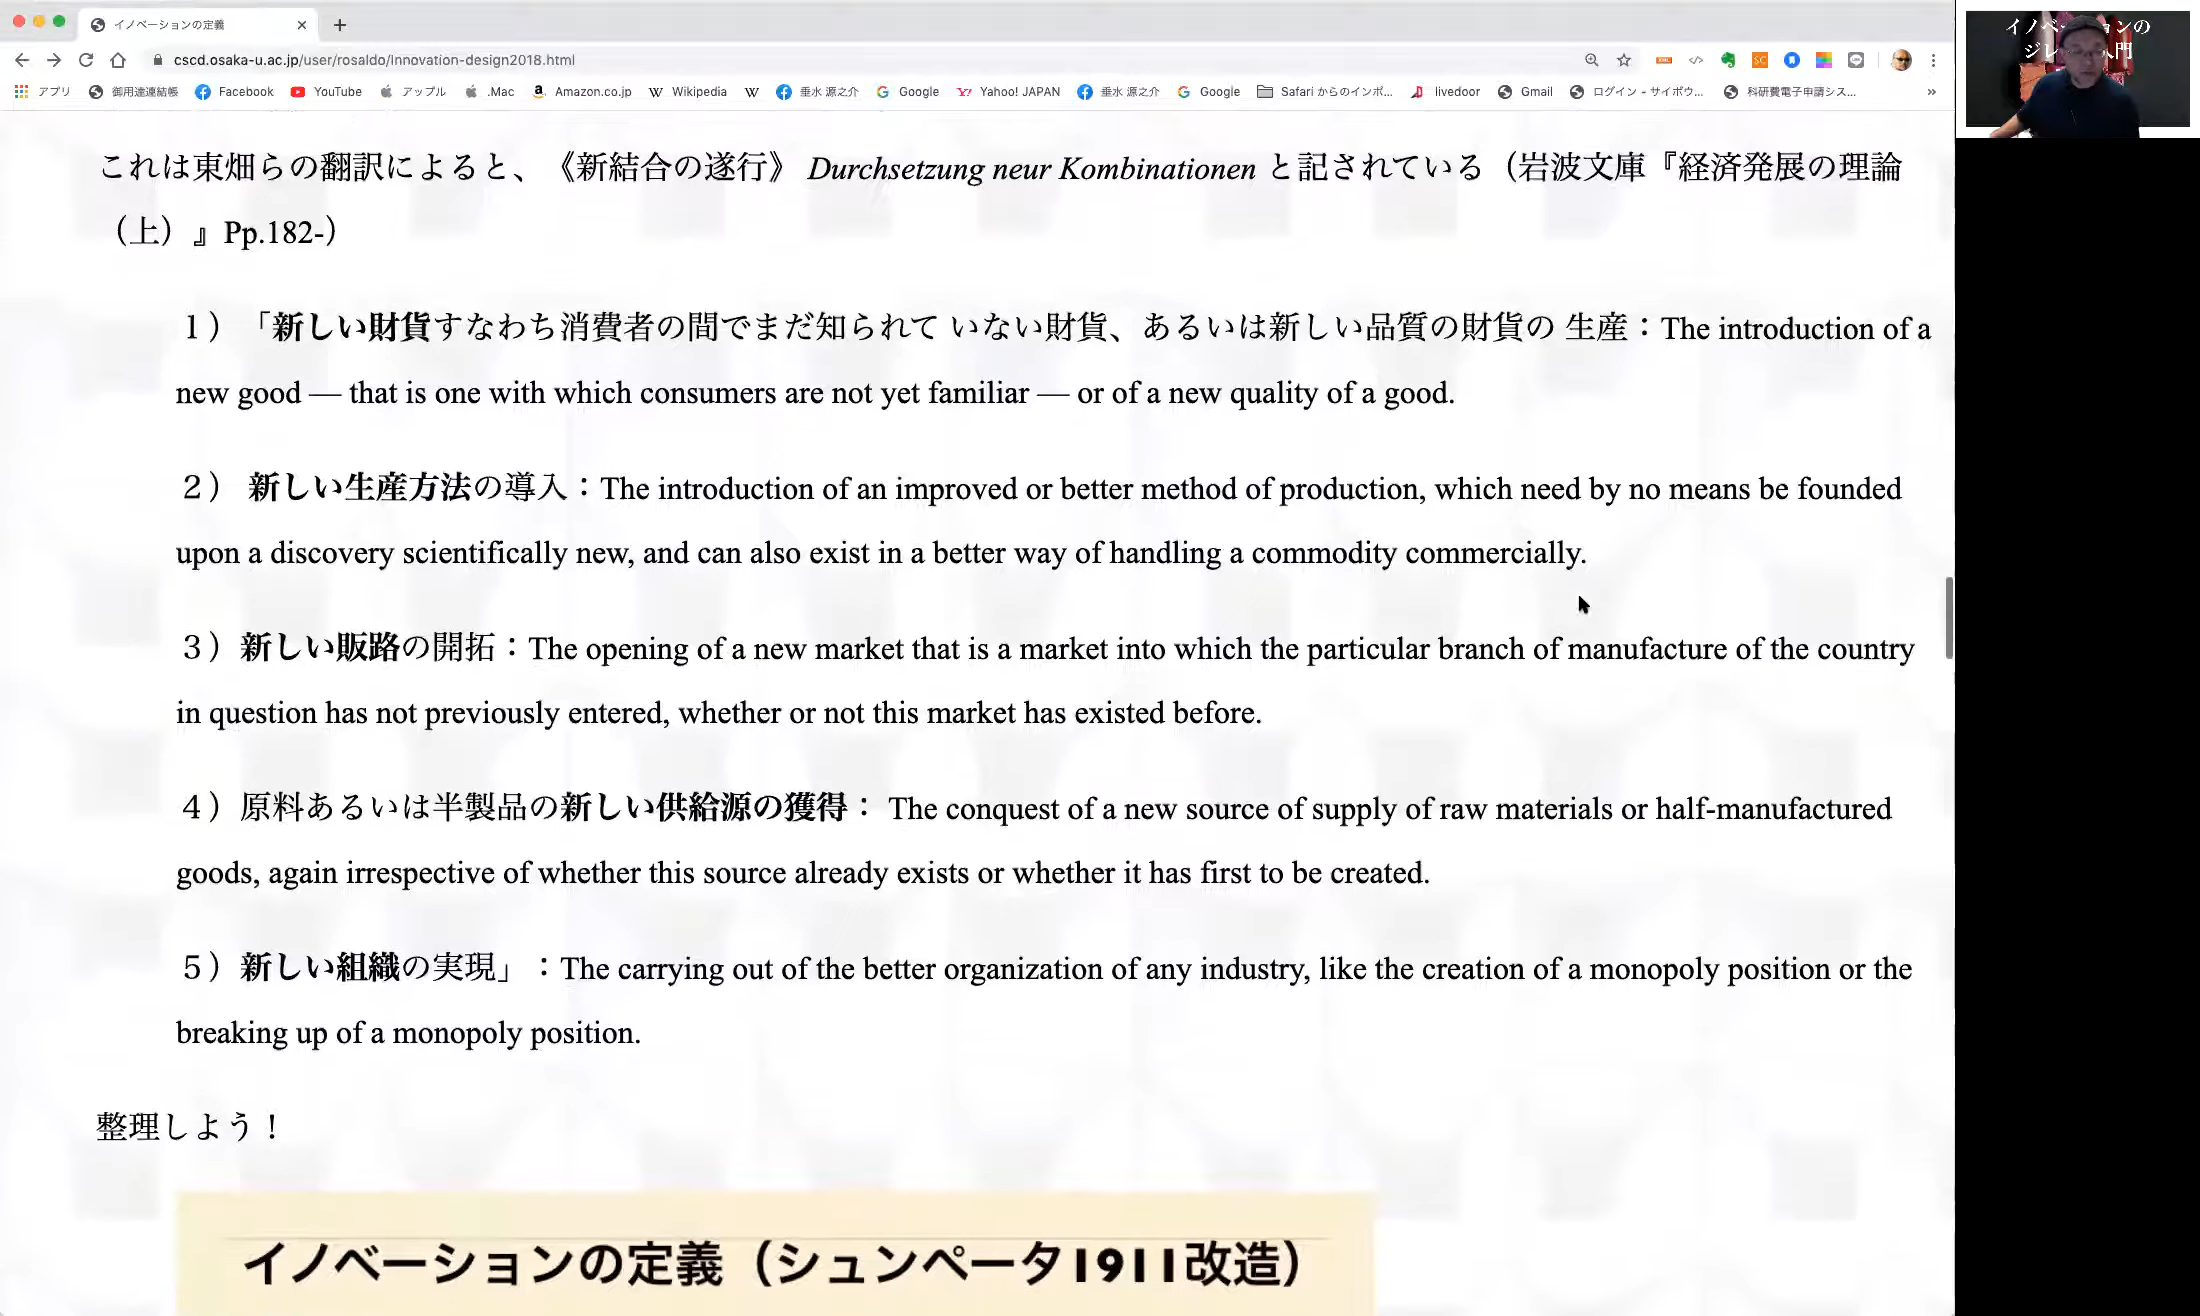 イノベーションの定義
cscd.osaka-u.ac.jp/user/rosaldo/Innovation-design2018.html
アプリ 御用達連結帳 Facebook YouTube アップル .Mac Amazon.co.jp Wikipedia 垂水 源之介 Google Yahoo! JAPAN 垂水 源之介 Google Safari からのインポ... livedoor Gmail ログイン - サイボウ... 科研費電子申請シス... »
これは東畑らの翻訳によると、《新結合の遂行》 Durchsetzung neur Kombinationen と記されている（岩波文庫『経済発展の理論
（上）』Pp.182-）
１）「新しい財貨すなわち消費者の間でまだ知られて いない財貨、あるいは新しい品質の財貨の 生産：The introduction of a
new good — that is one with which consumers are not yet familiar — or of a new quality of a good.
２） 新しい生産方法の導入：The introduction of an improved or better method of production, which need by no means be founded
upon a discovery scientifically new, and can also exist in a better way of handling a commodity commercially.
３）新しい販路の開拓：The opening of a new market that is a market into which the particular branch of manufacture of the country
in question has not previously entered, whether or not this market has existed before.
４）原料あるいは半製品の新しい供給源の獲得： The conquest of a new source of supply of raw materials or half-manufactured
goods, again irrespective of whether this source already exists or whether it has first to be created.
５）新しい組織の実現」：The carrying out of the better organization of any industry, like the creation of a monopoly position or the
breaking up of a monopoly position.
整理しよう！
イノベーションの定義（シュンペータ1911改造）